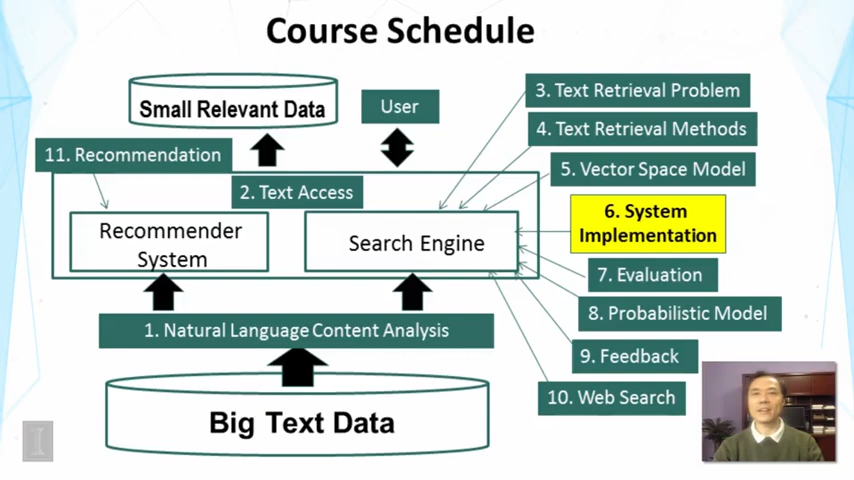 Course Schedule
Small Relevant Data
User
3. Text Retrieval Problem
4. Text Retrieval Methods
11. Recommendation
5. Vector Space Model
2. Text Access
6. System
Implementation
Recommender
System
Search Engine
7. Evaluation
8. Probabilistic Model
1. Natural Language Content Analysis
9. Feedback
10. Web Search
Big Text Data
I